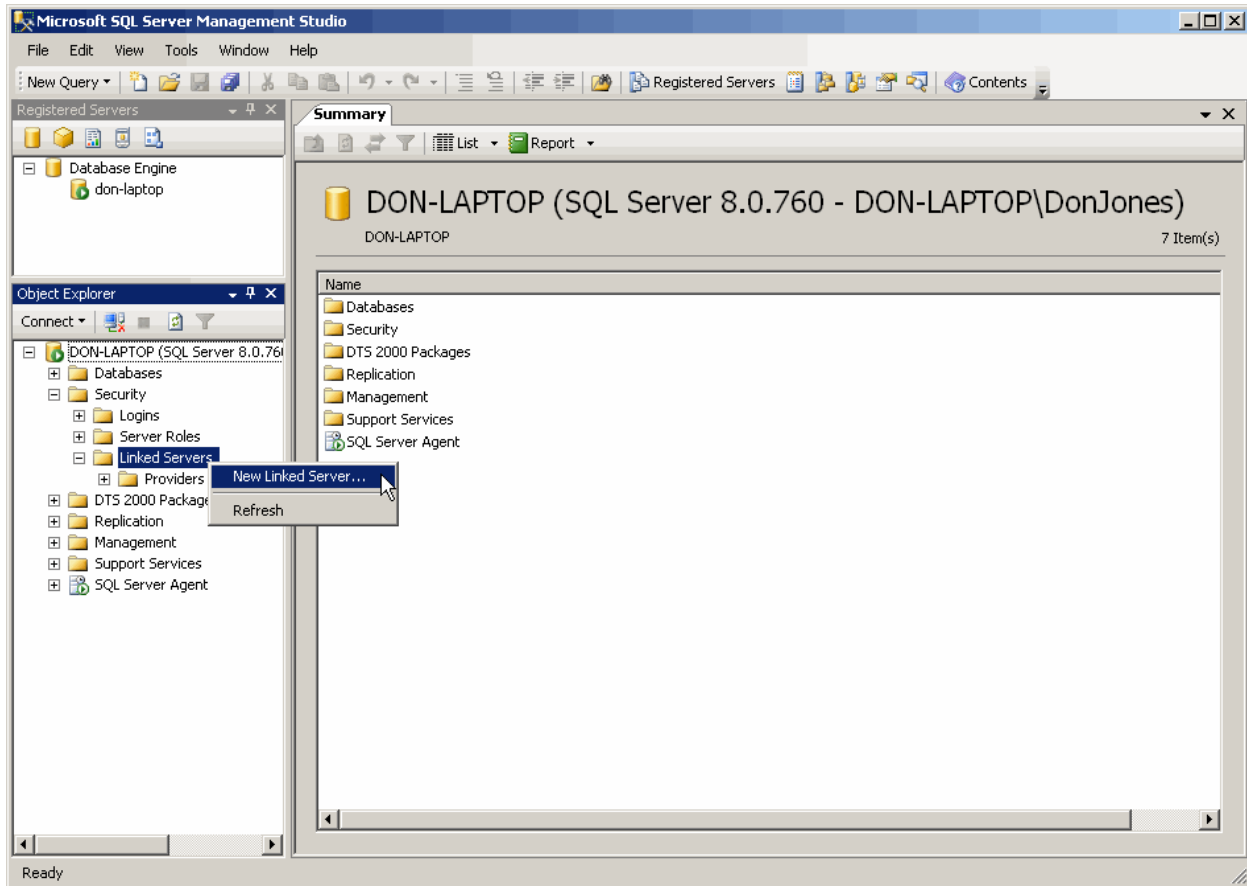 Microsoft SQL Server Management Studio
File Edit View Tools Window Help
New Query Registered Servers Contents
Registered Servers
Database Engine
don-laptop
Object Explorer
Connect
DON-LAPTOP (SQL Server 8.0.76
Databases
Security
Logins
Server Roles
Linked Servers
Providers
DTS 2000 Package
Replication
Management
Support Services
SQL Server Agent
New Linked Server...
Refresh
Summary
List Report
DON-LAPTOP (SQL Server 8.0.760 - DON-LAPTOP\DonJones)
DON-LAPTOP 7 Item(s)
Name
Databases
Security
DTS 2000 Packages
Replication
Management
Support Services
SQL Server Agent
Ready